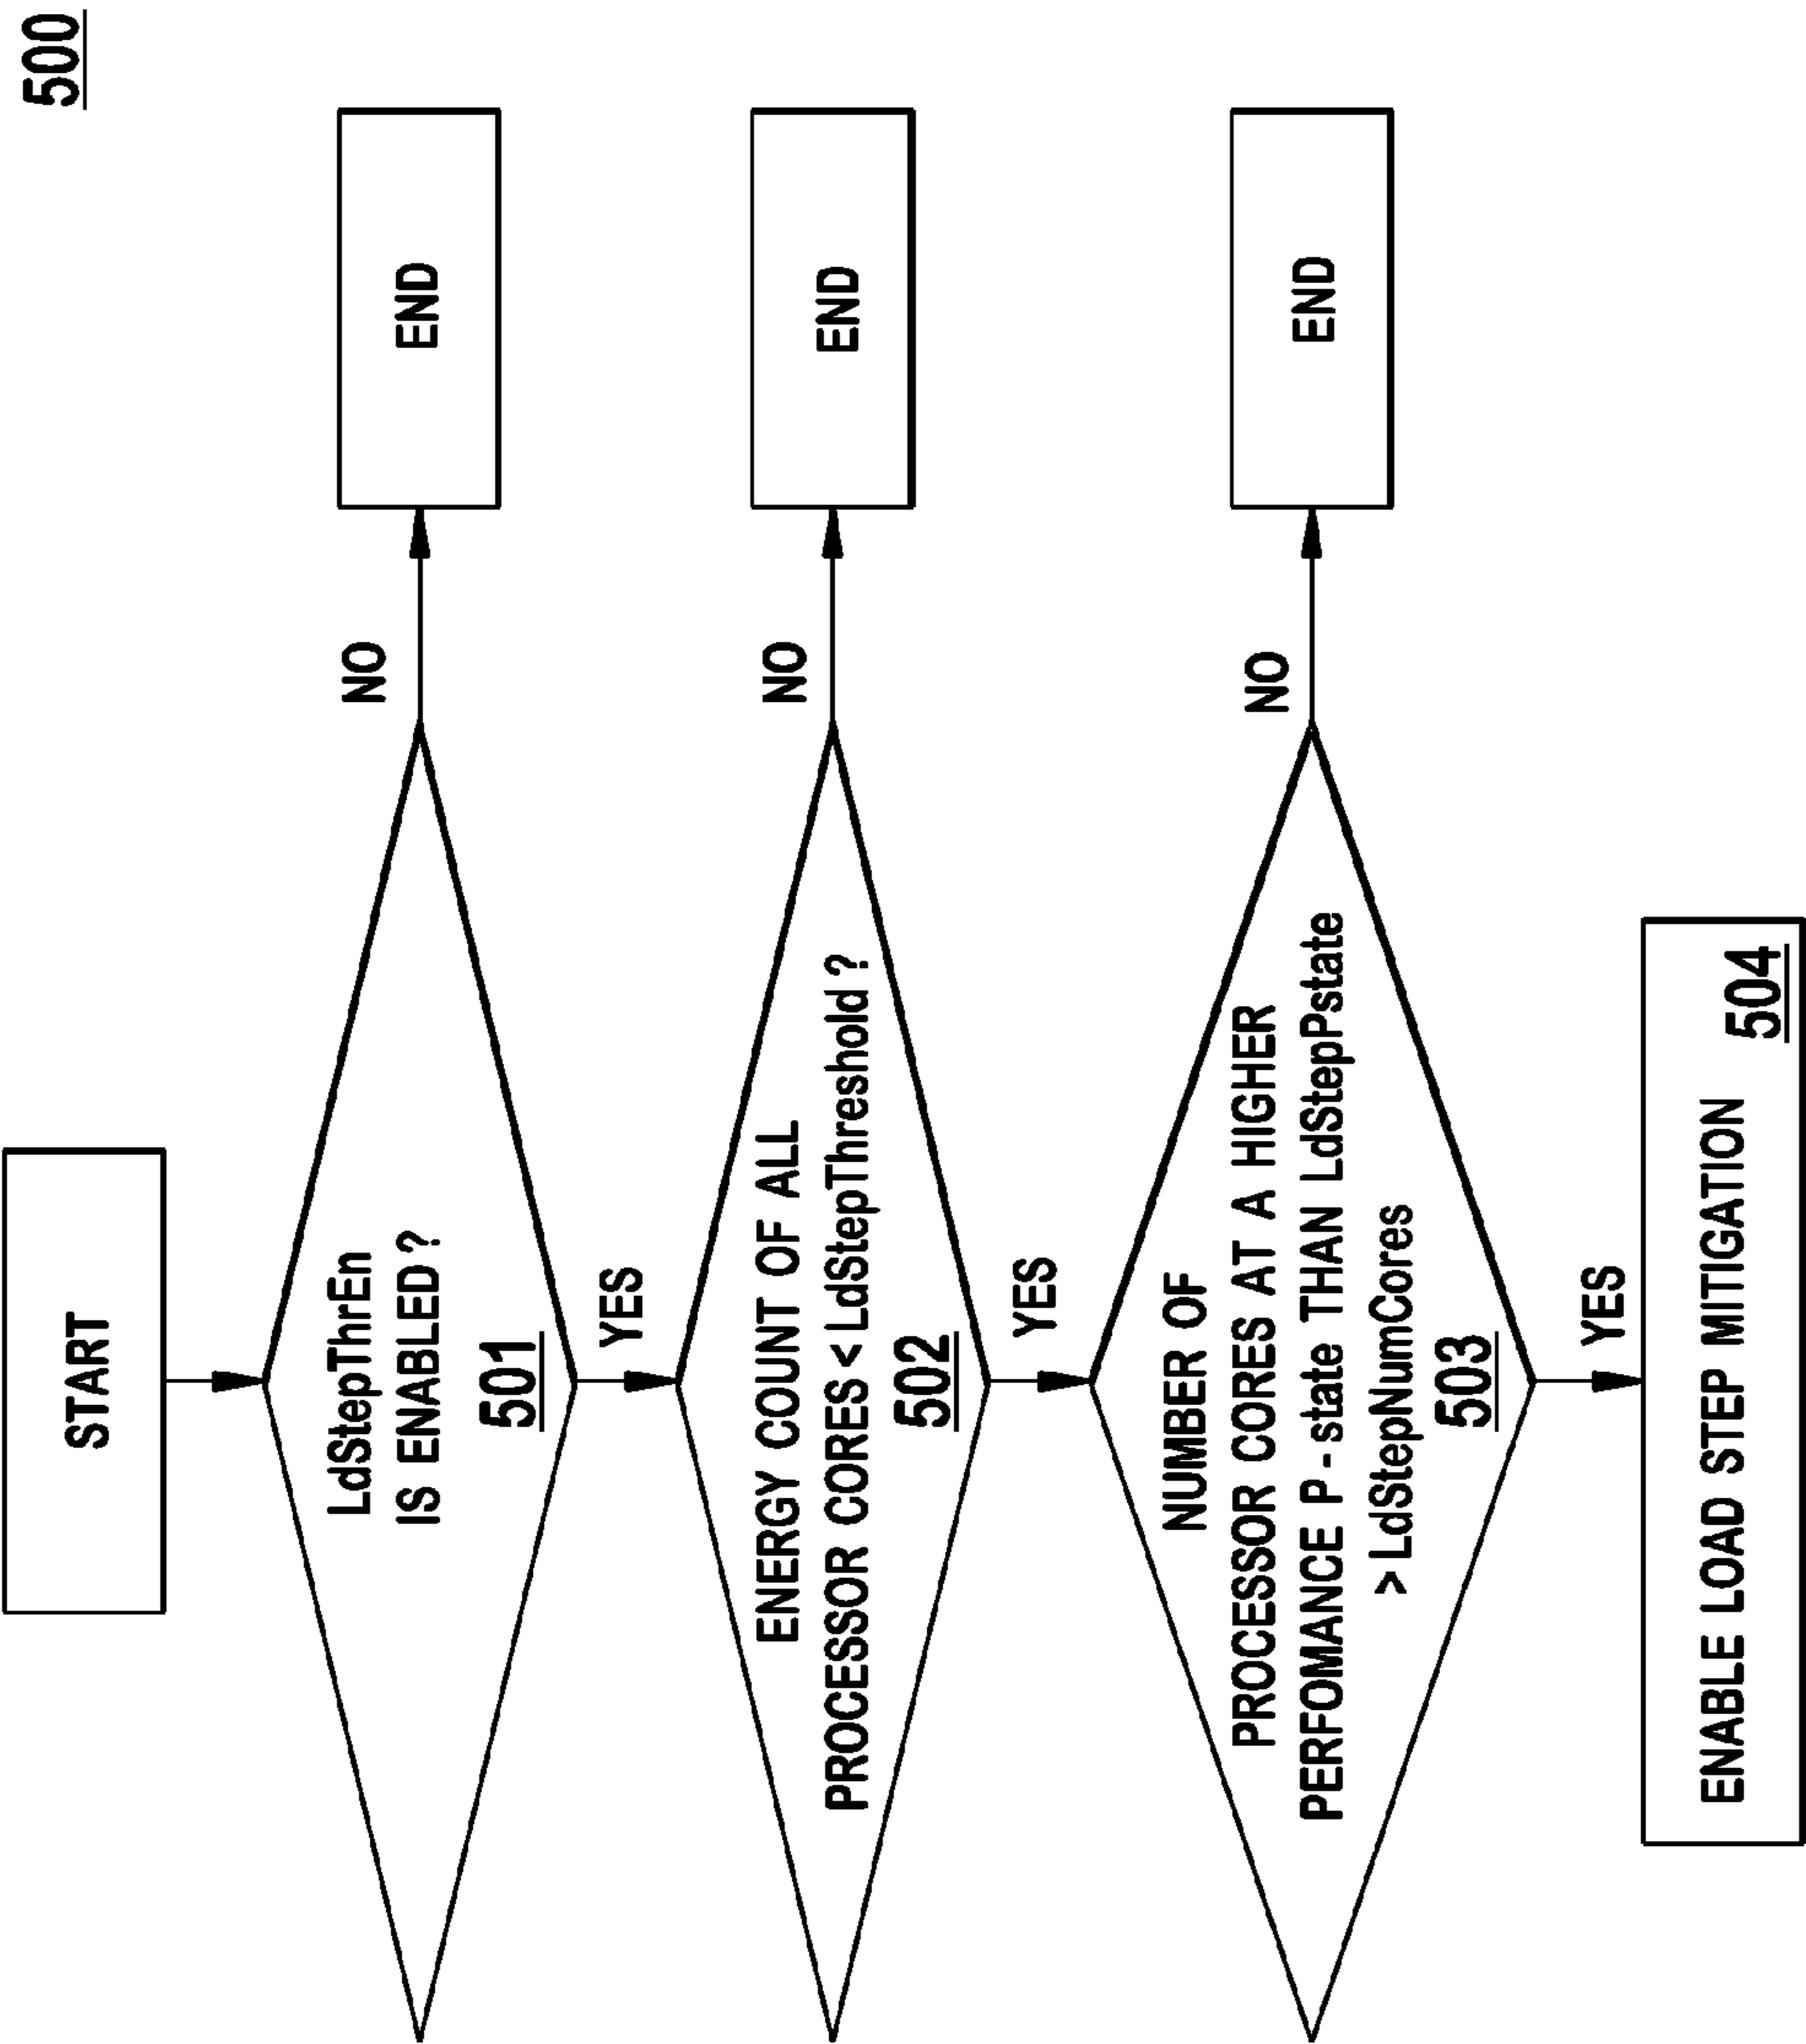 500
START
LdStepThrEn
IS ENABLED?
501
NO
END
YES
ENERGY COUNT OF ALL
PROCESSOR CORES < LdStepThreshold ?
502
NO
END
YES
NUMBER OF
PROCESSOR CORES AT A HIGHER
PERFOMANCE P-state THAN LdStepPstate
>LdStepNumCores
503
NO
END
YES
ENABLE LOAD STEP MITIGATION
504